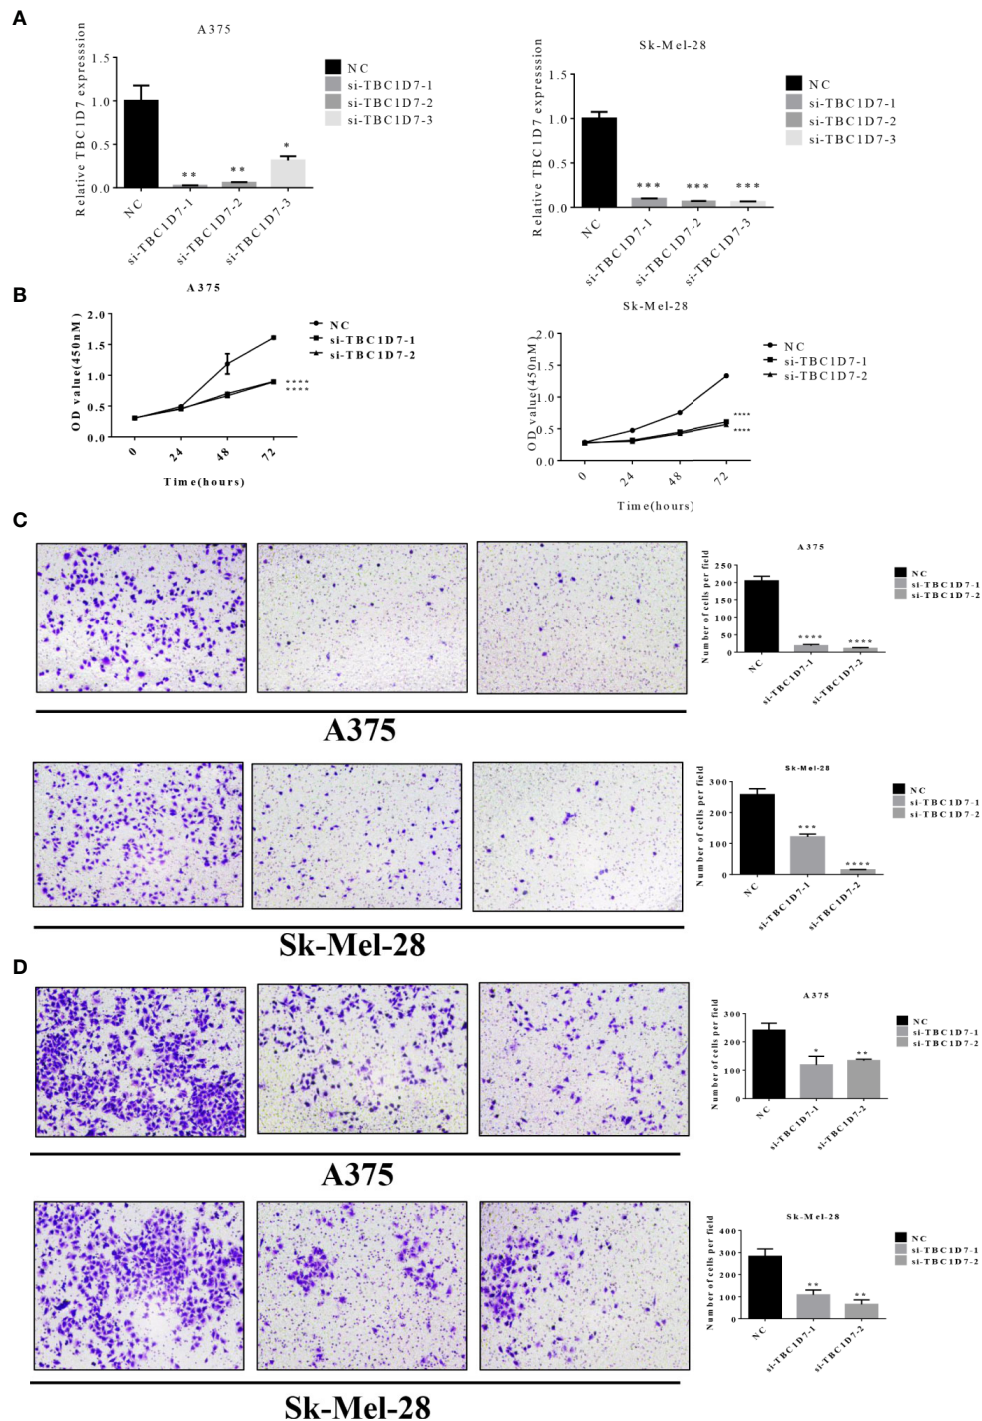 A
A375
Relative TBC1D7 expresssion
1.5
1.0
0.5
0.0
**
**
*
NC
si-TBC1D7-1
si-TBC1D7-2
si-TBC1D7-3
NC
si-TBC1D7-1
si-TBC1D7-2
si-TBC1D7-3
Sk-Mel-28
Relative TBC1D7 expression
1.5
1.0
0.5
0.0
***
***
***
NC
si-TBC1D7-1
si-TBC1D7-2
si-TBC1D7-3
NC
si-TBC1D7-1
si-TBC1D7-2
si-TBC1D7-3
B
A375
OD value(450nM)
2.0
1.5
1.0
0.5
0.0
0
24
48
72
Time(hours)
NC
si-TBC1D7-1
si-TBC1D7-2
****
****
Sk-Mel-28
OD value(450nM)
2.0
1.5
1.0
0.5
0.0
0
24
48
72
Time(hours)
NC
si-TBC1D7-1
si-TBC1D7-2
****
****
C
A375
A375
Number of cells per field
250
200
150
100
50
0
****
****
NC
si-TBC1D7-1
si-TBC1D7-2
NC
si-TBC1D7-1
si-TBC1D7-2
Sk-Mel-28
Sk-Mel-28
Number of cells per field
300
200
100
0
***
****
NC
si-TBC1D7-1
si-TBC1D7-2
NC
si-TBC1D7-1
si-TBC1D7-2
D
A375
A375
Number of cells per field
300
200
100
0
*
**
NC
si-TBC1D7-1
si-TBC1D7-2
NC
si-TBC1D7-1
si-TBC1D7-2
Sk-Mel-28
Sk-Mel-28
Number of cells per field
400
300
200
100
0
**
**
NC
si-TBC1D7-1
si-TBC1D7-2
NC
si-TBC1D7-1
si-TBC1D7-2